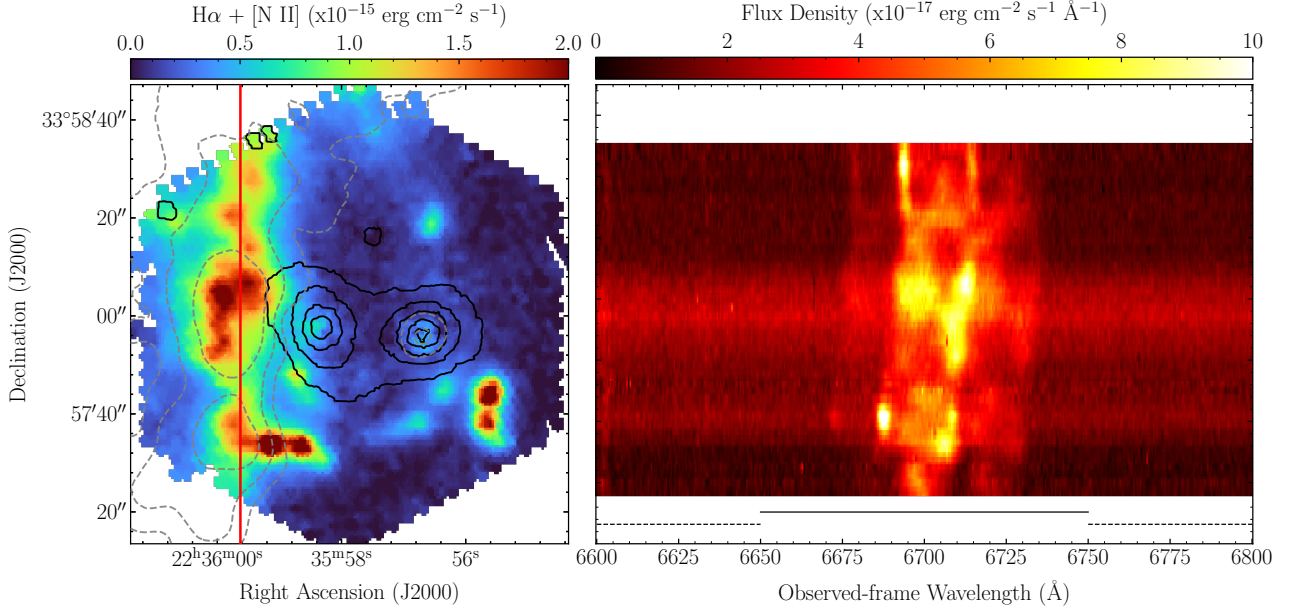 Hα + [N II] (x10⁻¹⁵ erg cm⁻² s⁻¹)
0.0 0.5 1.0 1.5 2.0
Flux Density (x10⁻¹⁷ erg cm⁻² s⁻¹ Å⁻¹)
0 2 4 6 8 10
Declination (J2000)
33°58′40″
20″
00″
57′40″
20″
22ʰ36ᵐ00ˢ 35ᵐ58ˢ 56ˢ
Right Ascension (J2000)
6600 6625 6650 6675 6700 6725 6750 6775 6800
Observed-frame Wavelength (Å)